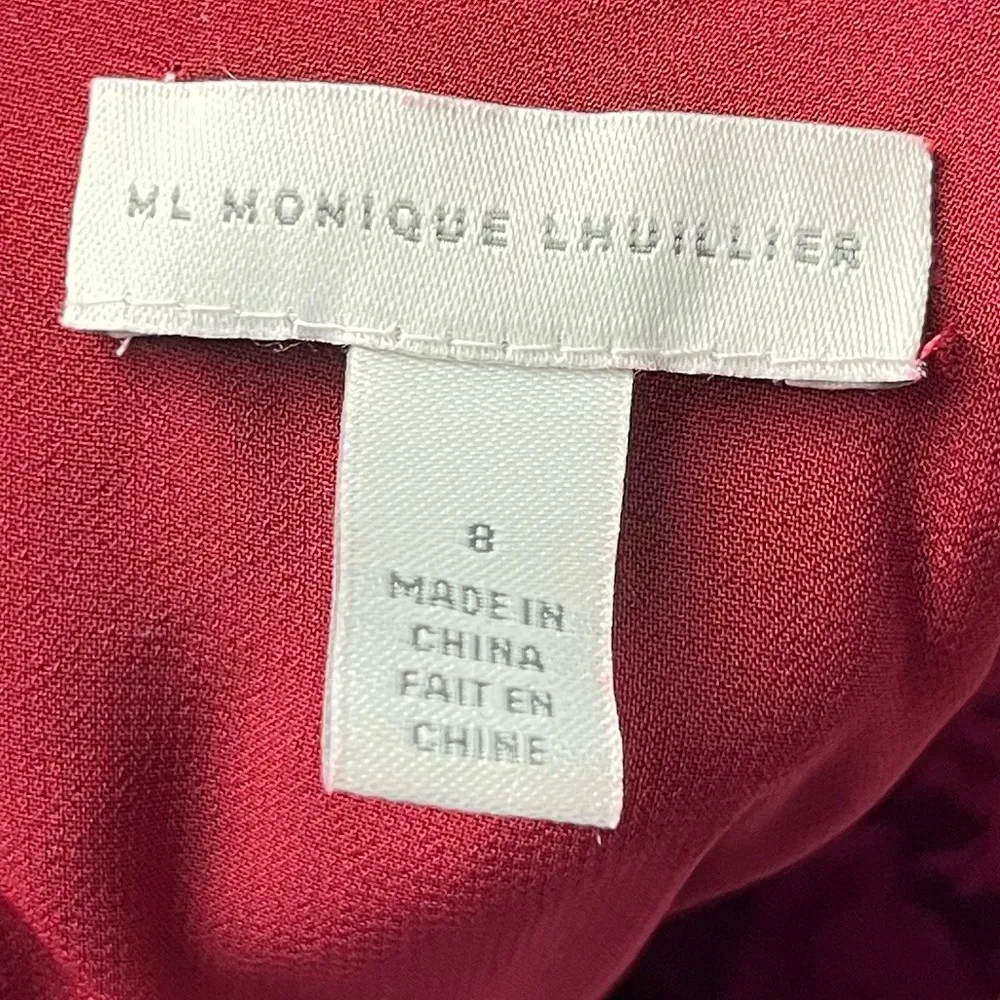 ML MONIQUE LHUILLIER
8
MADE IN
CHINA
FAIT EN
CHINE